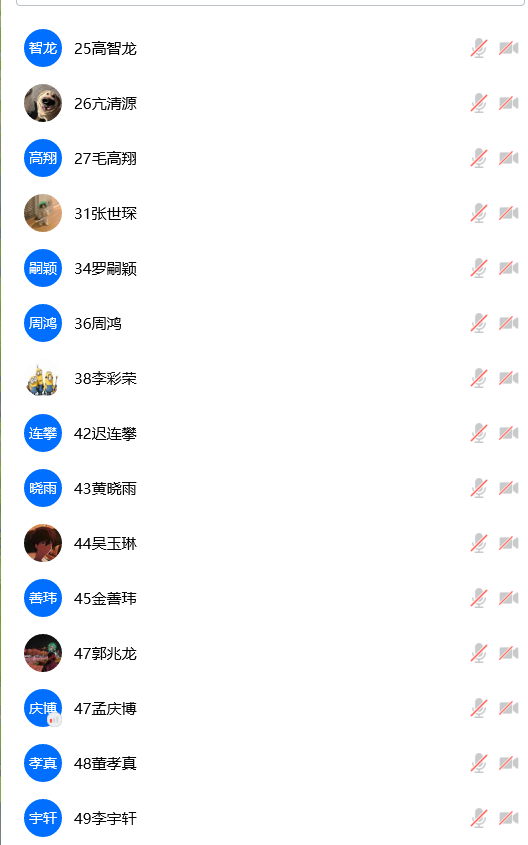 智龙 25高智龙
26亢清源
高翔 27毛高翔
31张世琛
嗣颖 34罗嗣颖
周鸿 36周鸿
38李彩荣
连攀 42迟连攀
晓雨 43黄晓雨
44吴玉琳
善玮 45金善玮
47郭兆龙
庆博 47孟庆博
孝真 48董孝真
宇轩 49李宇轩